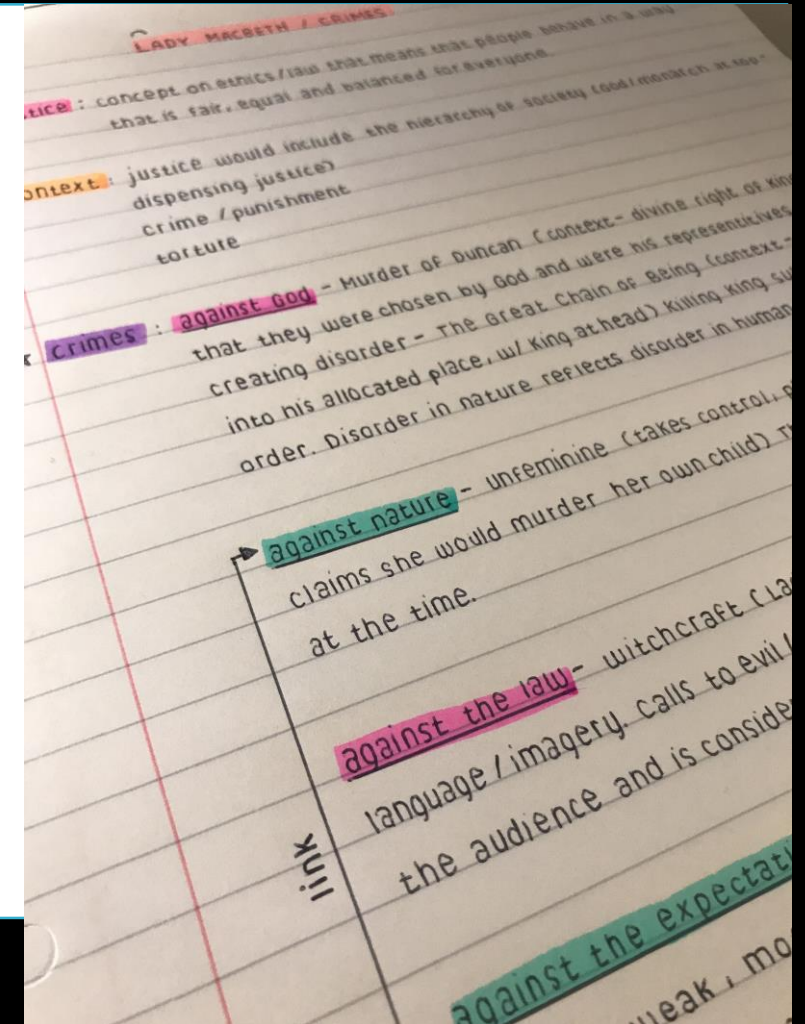 LADY MACBETH / CRIMES
tice : concept on ethics/law that means that people behave in a way
that is fair, equal and balanced for everyone.
ontext : justice would include the hierarchy of society (God/monarch at top-
dispensing justice)
crime / punishment
torture
crimes : against God - Murder of Duncan (context - divine right of Kin
that they were chosen by God and were his representitives
creating disorder - The Great Chain of Being (context -
into his allocated place, w/ King at head) Killing King su
order. Disorder in nature reflects disorder in human
against nature - unfeminine (takes control, p
claims she would murder her own child) T
at the time.
against the law - witchcraft (La
language/imagery. Calls to evil
the audience and is conside
link
against the expectati
weak, mo